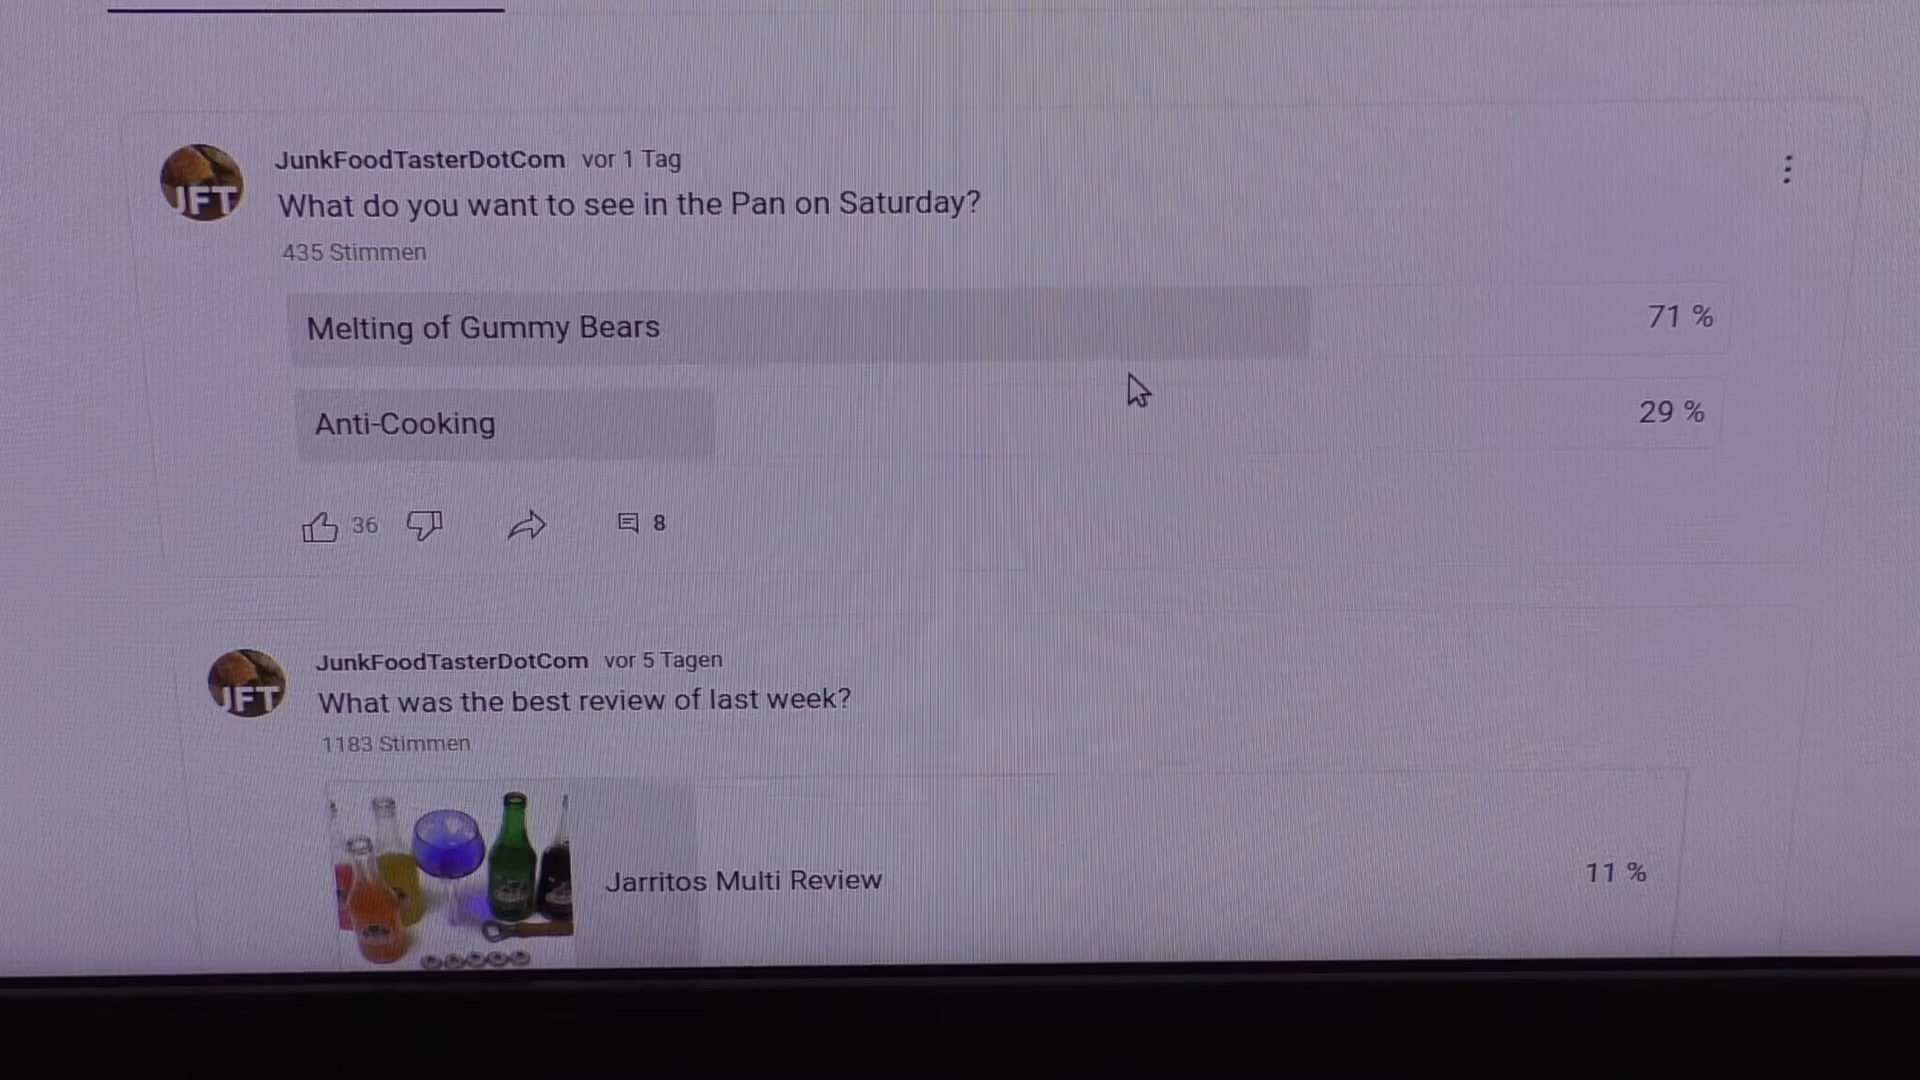 JFT
JunkFoodTasterDotCom vor 1 Tag
What do you want to see in the Pan on Saturday?
435 Stimmen
Melting of Gummy Bears 71 %
Anti-Cooking 29 %
36 8
JFT
JunkFoodTasterDotCom vor 5 Tagen
What was the best review of last week?
1183 Stimmen
Jarritos Multi Review 11 %